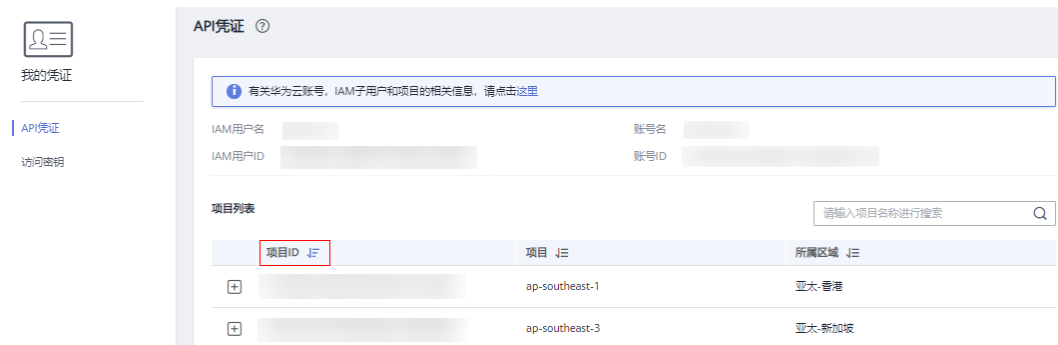 API凭证
我的凭证
有关华为云账号，IAM子用户和项目的相关信息，请点击这里
API凭证
IAM用户名
账号名
访问密钥
IAM用户ID
账号ID
项目列表
请输入项目名称进行搜索
项目ID 项目 所属区域
ap-southeast-1 亚太-香港
ap-southeast-3 亚太-新加坡